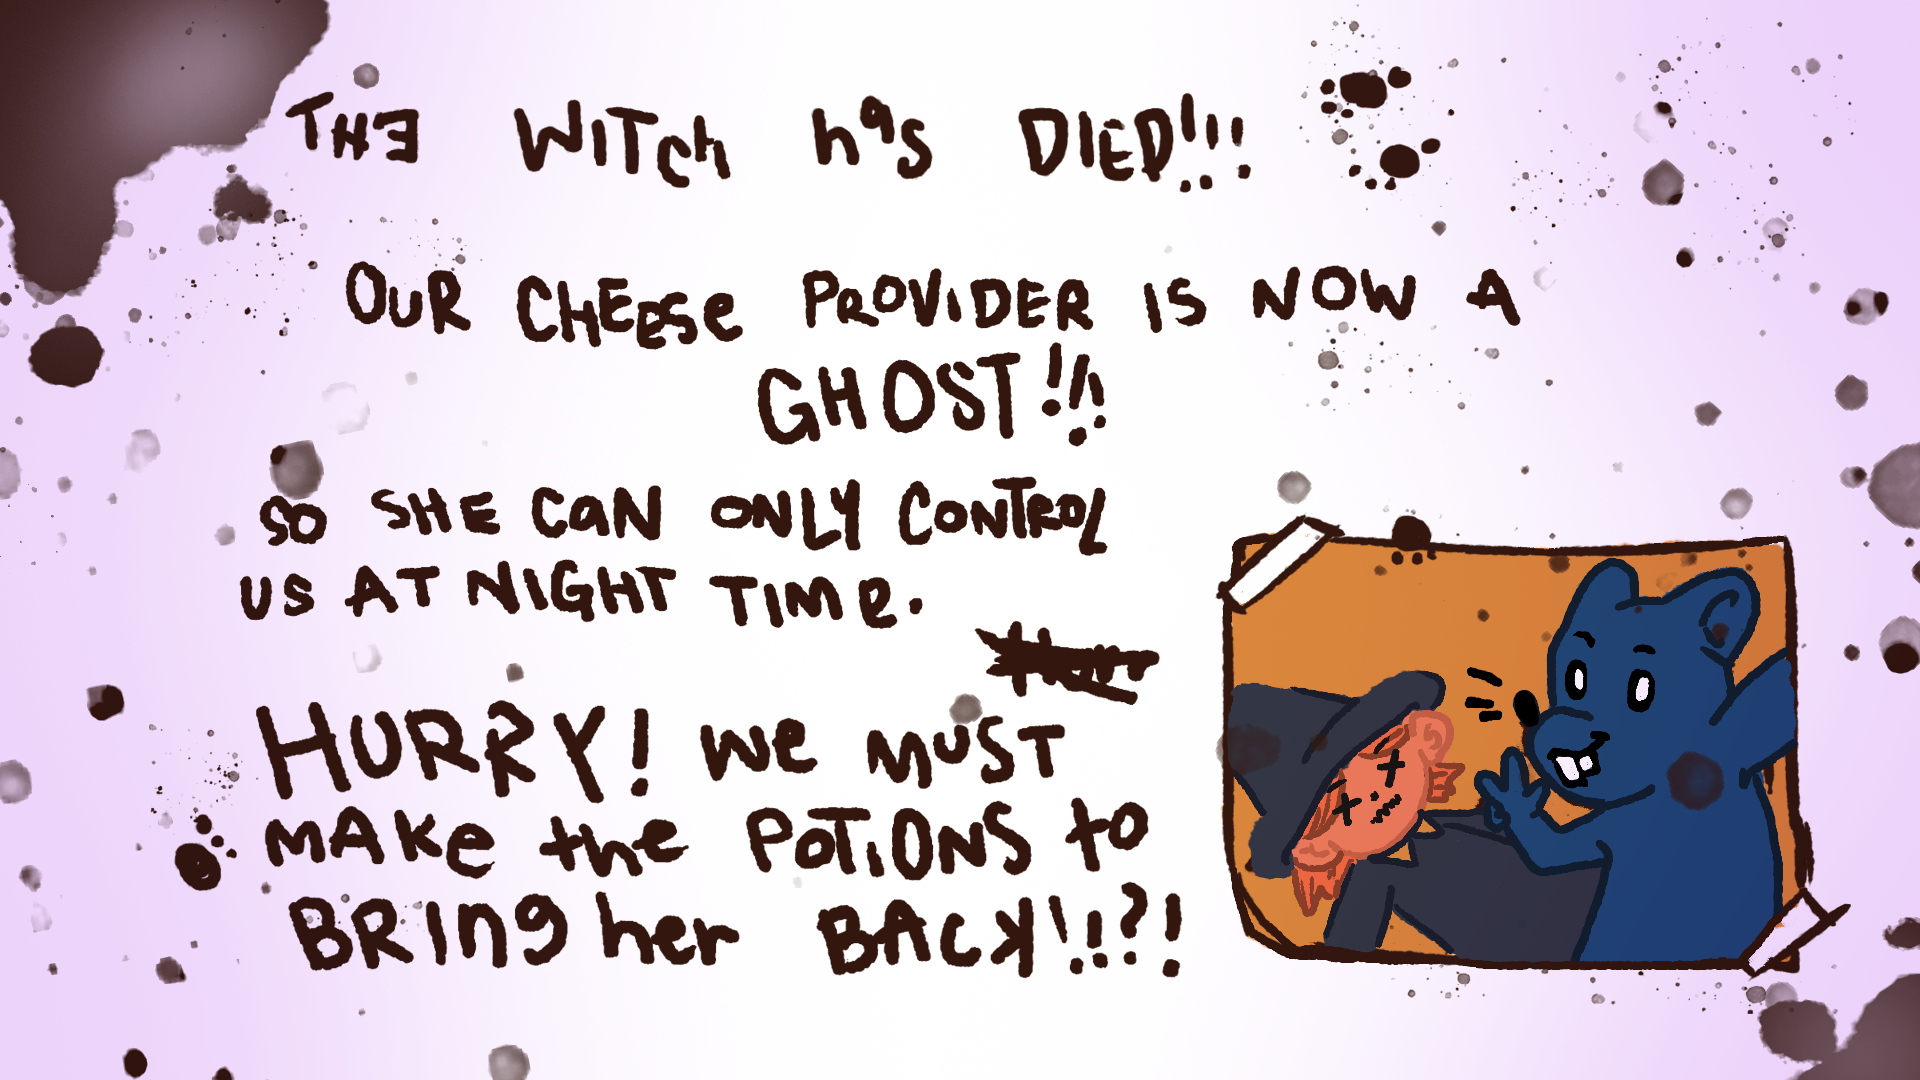 THE WITch has DIED!!!
OUR CHEESe PROVIDER IS NOW A
GHOST!!!
SO SHE CaN ONLY CONTROL
US AT NIGHT TIMe.
HURRY! we MUST
MAKe the POTIONS to
BRIng her BACK!!?!